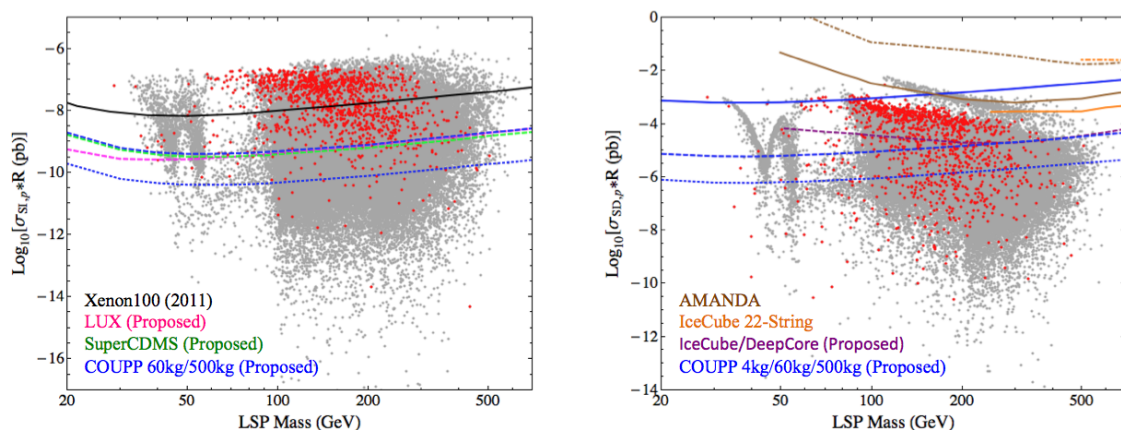 Log₁₀[σSI,p*R (pb)]
-6
-8
-10
-12
-14
-16
Xenon100 (2011)
LUX (Proposed)
SuperCDMS (Proposed)
COUPP 60kg/500kg (Proposed)
20 50 100 200 500
LSP Mass (GeV)
Log₁₀[σSD,p*R (pb)]
0
-2
-4
-6
-8
-10
-12
-14
AMANDA
IceCube 22-String
IceCube/DeepCore (Proposed)
COUPP 4kg/60kg/500kg (Proposed)
20 50 100 200 500
LSP Mass (GeV)